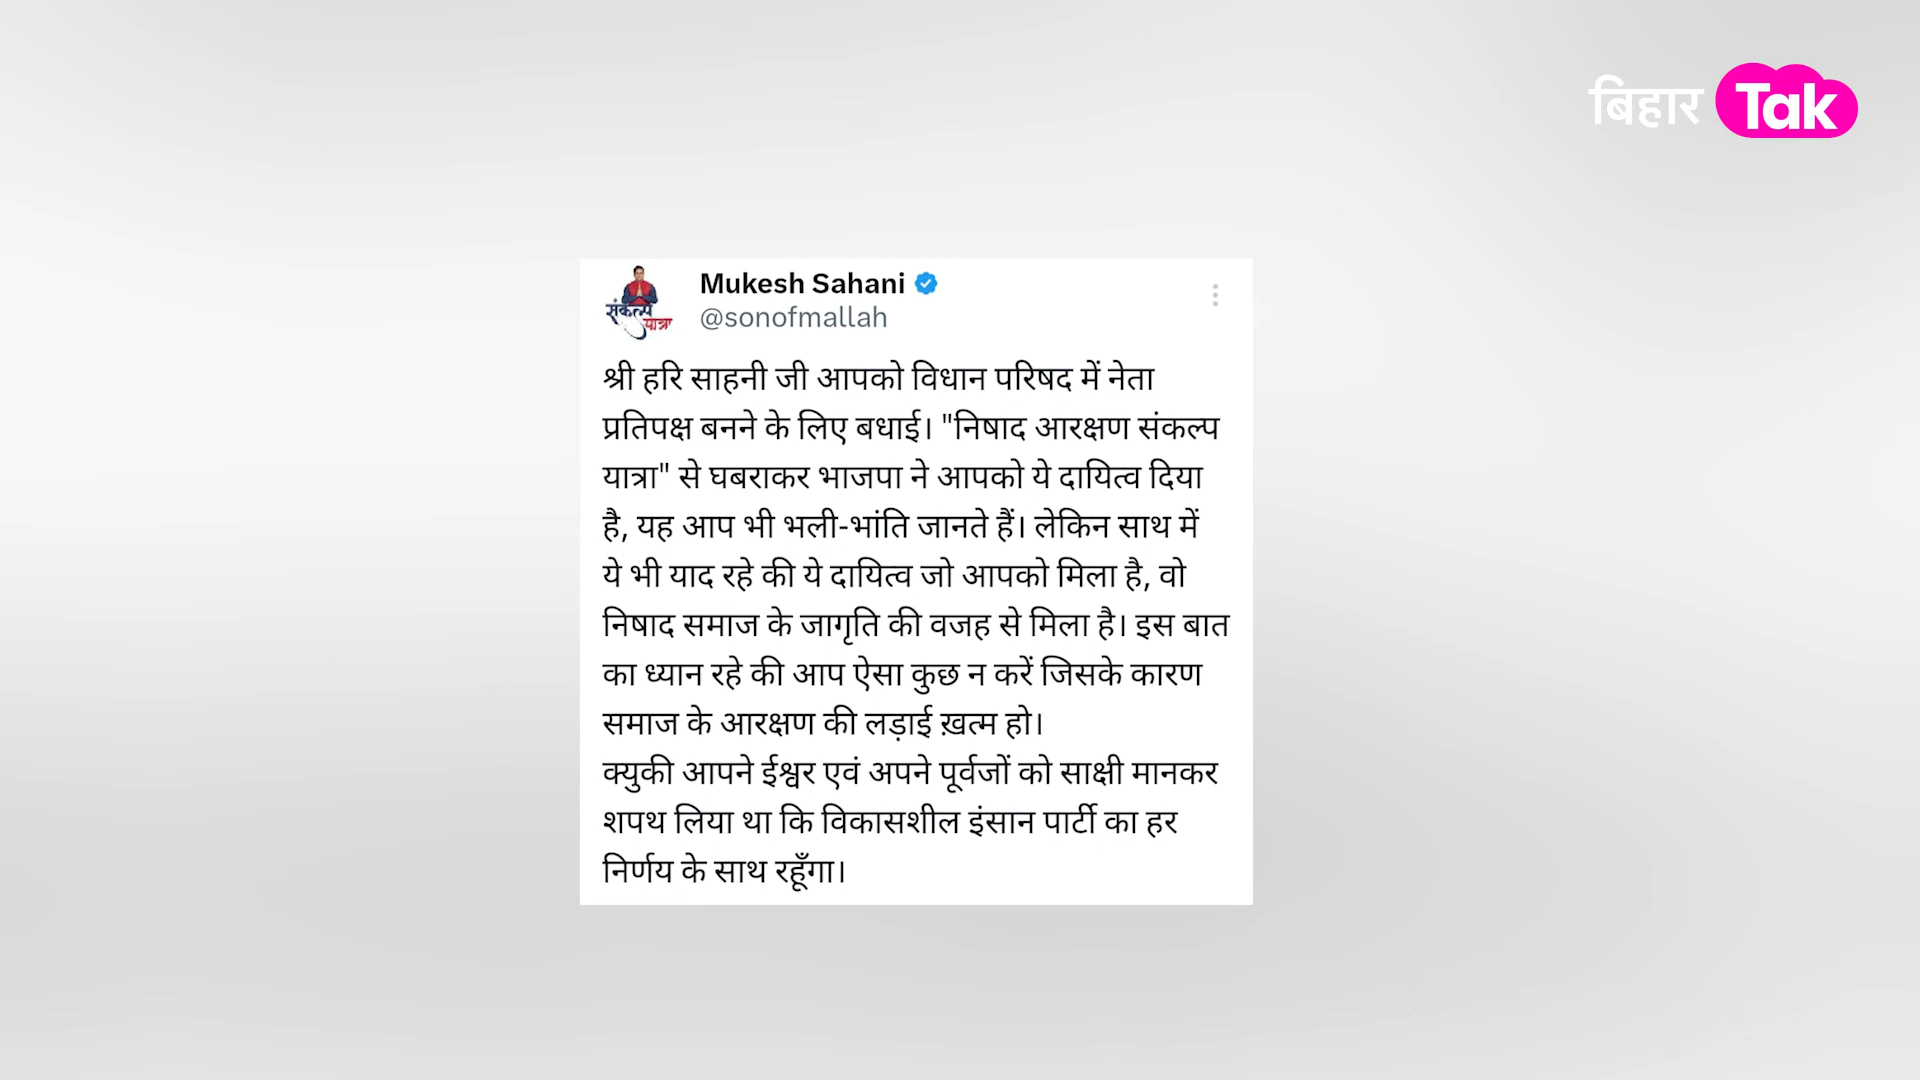 बिहार Tak
Mukesh Sahani
@sonofmallah
संकल्प
यात्रा
श्री हरि साहनी जी आपको विधान परिषद में नेता
प्रतिपक्ष बनने के लिए बधाई। "निषाद आरक्षण संकल्प
यात्रा" से घबराकर भाजपा ने आपको ये दायित्व दिया
है, यह आप भी भली-भांति जानते हैं। लेकिन साथ में
ये भी याद रहे की ये दायित्व जो आपको मिला है, वो
निषाद समाज के जागृति की वजह से मिला है। इस बात
का ध्यान रहे की आप ऐसा कुछ न करें जिसके कारण
समाज के आरक्षण की लड़ाई ख़त्म हो।
क्युकी आपने ईश्वर एवं अपने पूर्वजों को साक्षी मानकर
शपथ लिया था कि विकासशील इंसान पार्टी का हर
निर्णय के साथ रहूँगा।